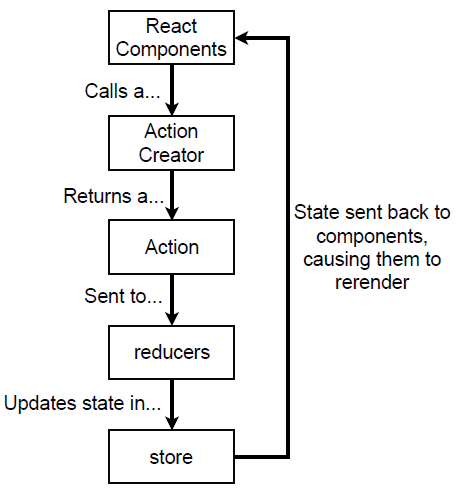 React
Components
Calls a...
Action
Creator
Returns a...
Action
Sent to...
reducers
Updates state in...
store
State sent back to
components,
causing them to
rerender